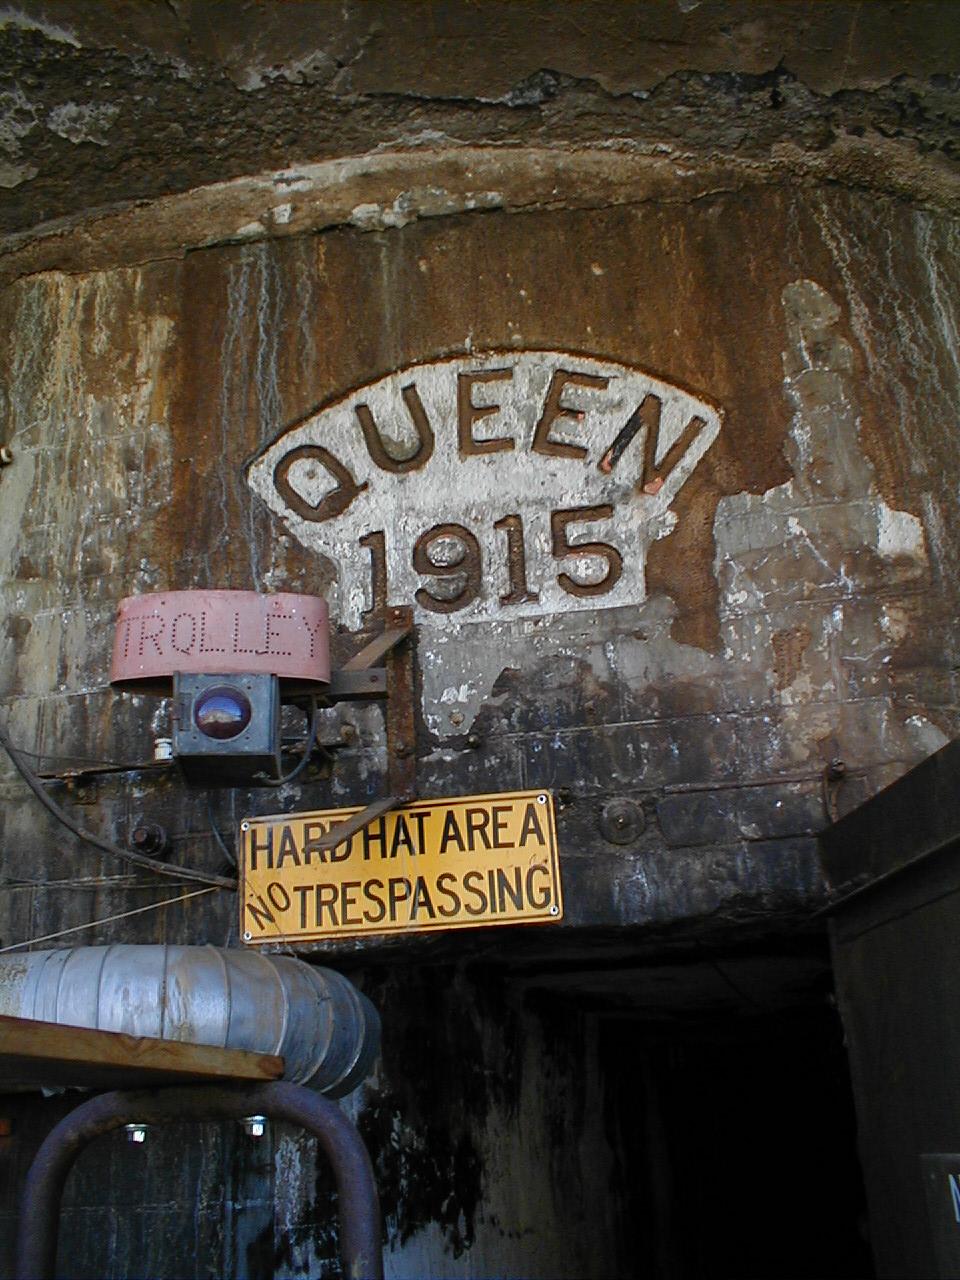 QUEEN
1915
TROLLEY
HARD HAT AREA
NO TRESPASSING